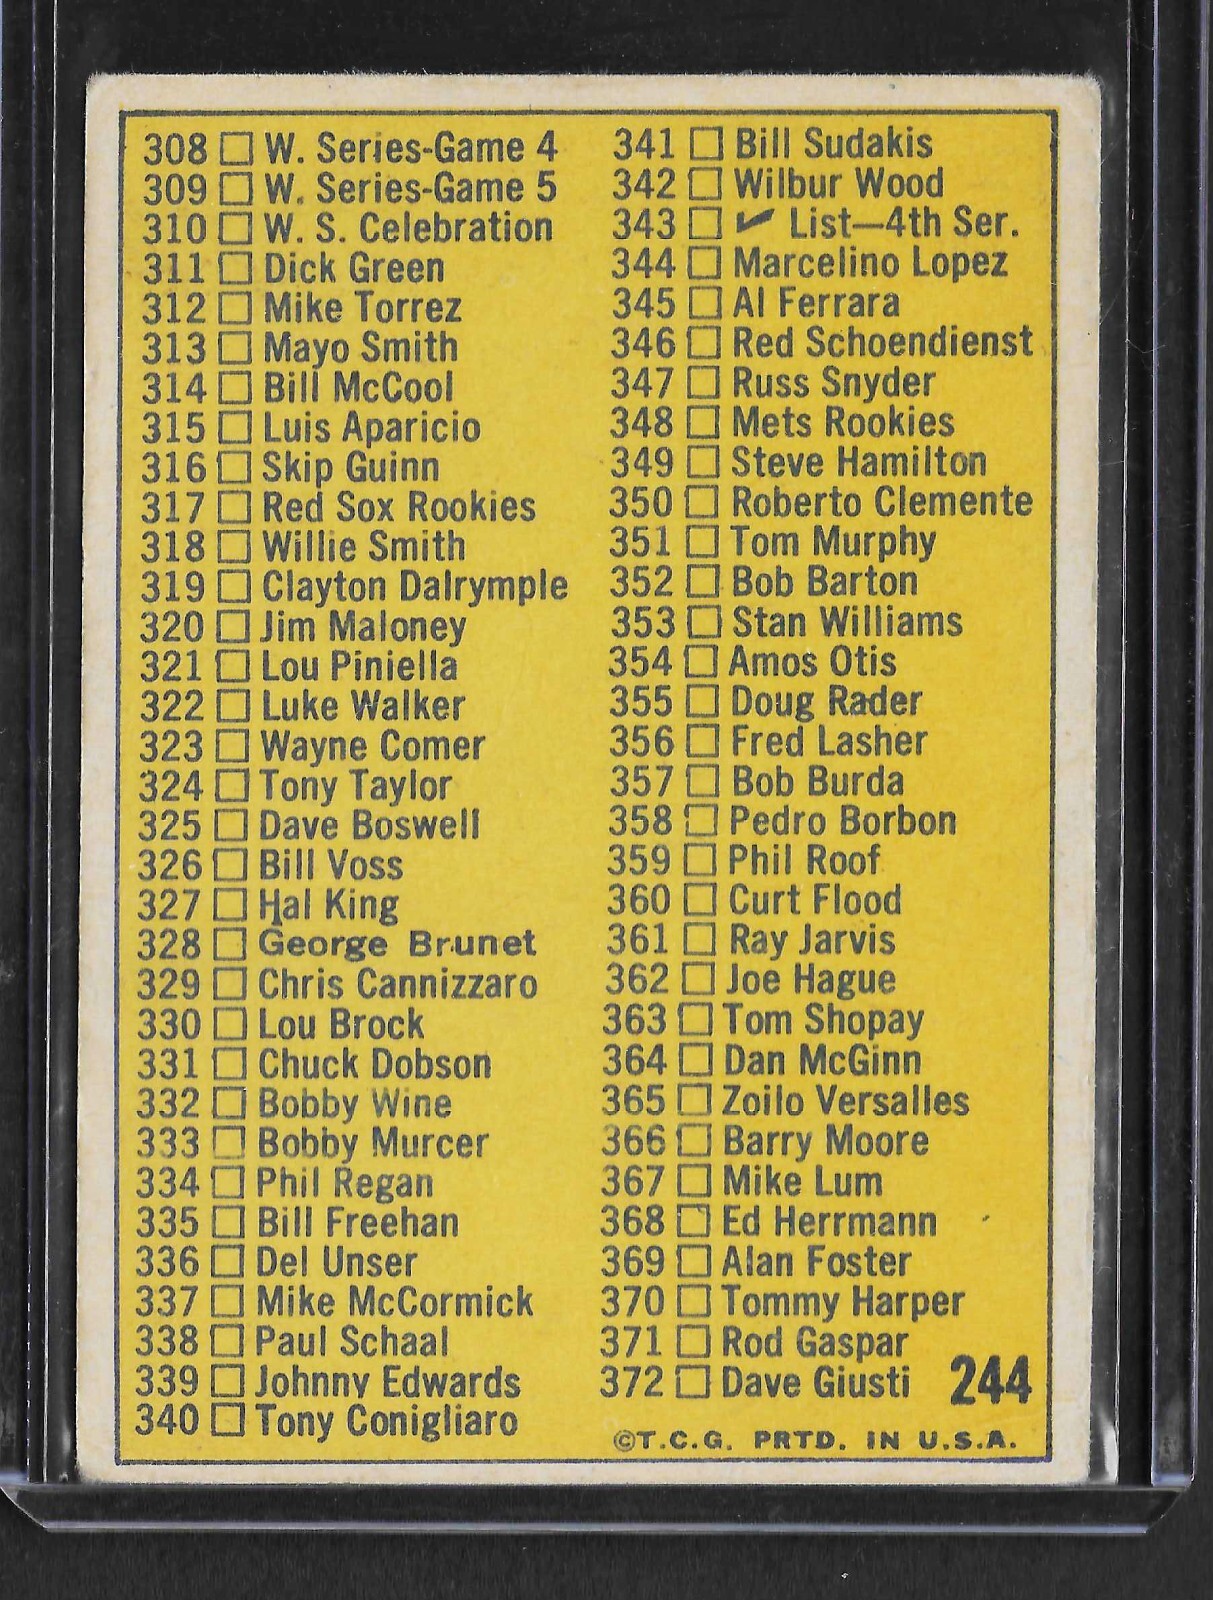 308 W. Series-Game 4
309 W. Series-Game 5
310 W. S. Celebration
311 Dick Green
312 Mike Torrez
313 Mayo Smith
314 Bill McCool
315 Luis Aparicio
316 Skip Guinn
317 Red Sox Rookies
318 Willie Smith
319 Clayton Dalrymple
320 Jim Maloney
321 Lou Piniella
322 Luke Walker
323 Wayne Comer
324 Tony Taylor
325 Dave Boswell
326 Bill Voss
327 Hal King
328 George Brunet
329 Chris Cannizzaro
330 Lou Brock
331 Chuck Dobson
332 Bobby Wine
333 Bobby Murcer
334 Phil Regan
335 Bill Freehan
336 Del Unser
337 Mike McCormick
338 Paul Schaal
339 Johnny Edwards
340 Tony Conigliaro
341 Bill Sudakis
342 Wilbur Wood
343 ✔ List—4th Ser.
344 Marcelino Lopez
345 Al Ferrara
346 Red Schoendienst
347 Russ Snyder
348 Mets Rookies
349 Steve Hamilton
350 Roberto Clemente
351 Tom Murphy
352 Bob Barton
353 Stan Williams
354 Amos Otis
355 Doug Rader
356 Fred Lasher
357 Bob Burda
358 Pedro Borbon
359 Phil Roof
360 Curt Flood
361 Ray Jarvis
362 Joe Hague
363 Tom Shopay
364 Dan McGinn
365 Zoilo Versalles
366 Barry Moore
367 Mike Lum
368 Ed Herrmann
369 Alan Foster
370 Tommy Harper
371 Rod Gaspar
372 Dave Giusti
244
©T.C.G. PRTD. IN U.S.A.